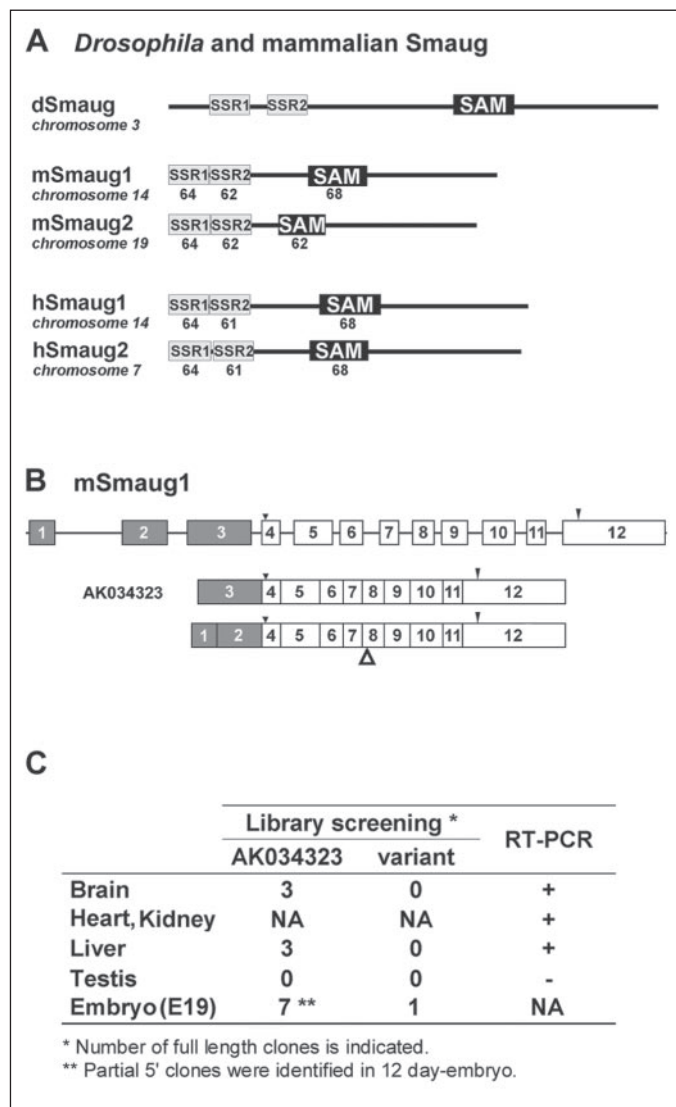 A Drosophila and mammalian Smaug
dSmaug SSR1 SSR2 SAM
chromosome 3
mSmaug1 SSR1 SSR2 SAM
chromosome 14 64 62 68
mSmaug2 SSR1 SSR2 SAM
chromosome 19 64 62 62
hSmaug1 SSR1 SSR2 SAM
chromosome 14 64 61 68
hSmaug2 SSR1 SSR2 SAM
chromosome 7 64 61 68
B mSmaug1
1 2 3 4 5 6 7 8 9 10 11 12
AK034323 3 4 5 6 7 8 9 10 11 12
1 2 4 5 6 7 8 9 10 11 12
C
Library screening * RT-PCR
AK034323 variant
Brain 3 0 +
Heart, Kidney NA NA +
Liver 3 0 +
Testis 0 0 -
Embryo (E19) 7 ** 1 NA
* Number of full length clones is indicated.
** Partial 5' clones were identified in 12 day-embryo.